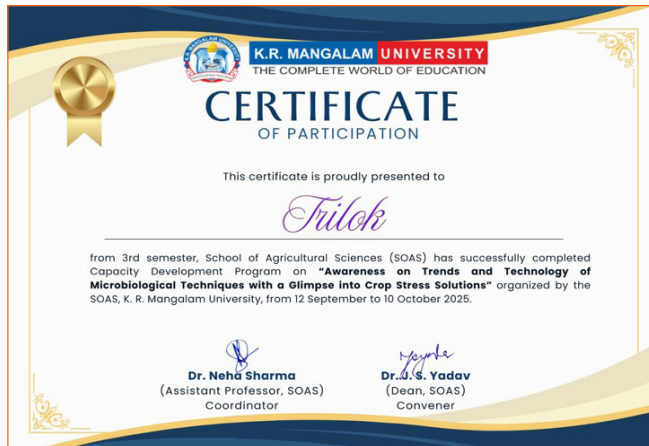 K.R. MANGALAM UNIVERSITY
THE COMPLETE WORLD OF EDUCATION
CERTIFICATE
OF PARTICIPATION
This certificate is proudly presented to
Trilok
from 3rd semester, School of Agricultural Sciences (SOAS) has successfully completed
Capacity Development Program on "Awareness on Trends and Technology of
Microbiological Techniques with a Glimpse into Crop Stress Solutions" organized by the
SOAS, K. R. Mangalam University, from 12 September to 10 October 2025.
Dr. Neha Sharma
(Assistant Professor, SOAS)
Coordinator
Dr. J. S. Yadav
(Dean, SOAS)
Convener